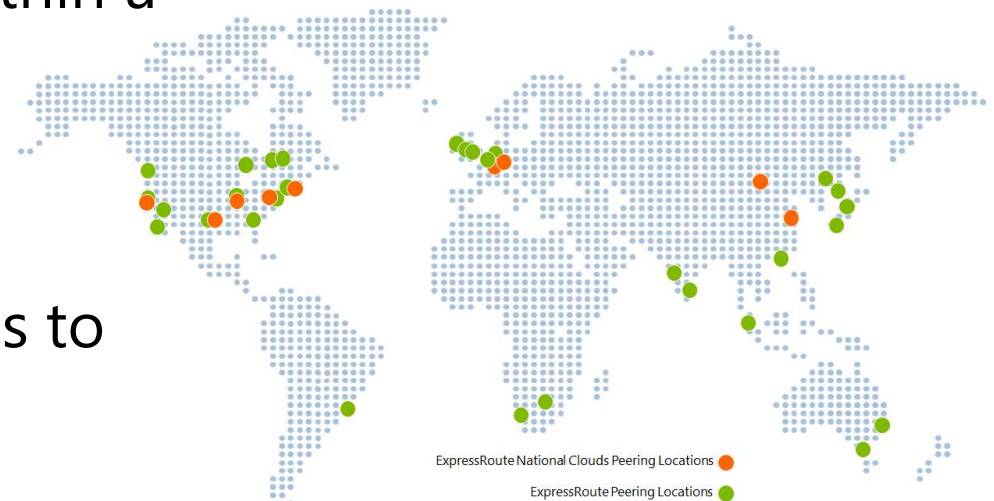 s to
ExpressRoute National Clouds Peering Locations
ExpressRoute Peering Locations